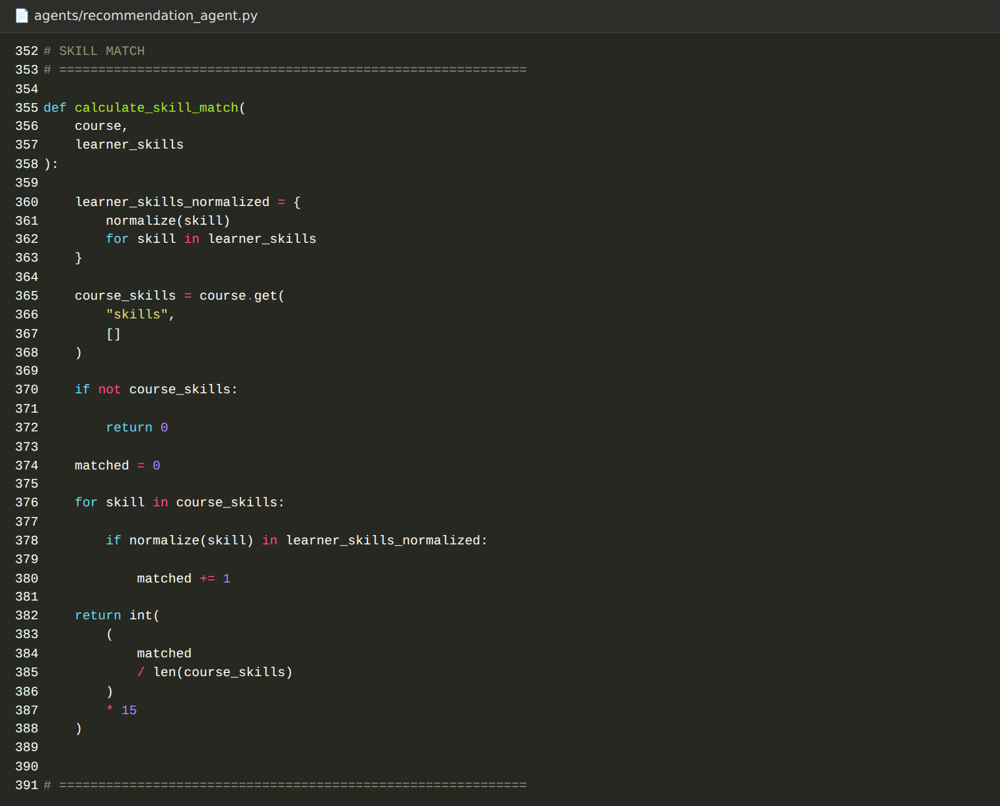 📄 agents/recommendation_agent.py
352 # SKILL MATCH
353 # ============================================================
354
355 def calculate_skill_match(
356     course,
357     learner_skills
358 ):
359
360     learner_skills_normalized = {
361         normalize(skill)
362         for skill in learner_skills
363     }
364
365     course_skills = course.get(
366         "skills",
367         []
368     )
369
370     if not course_skills:
371
372         return 0
373
374     matched = 0
375
376     for skill in course_skills:
377
378         if normalize(skill) in learner_skills_normalized:
379
380             matched += 1
381
382     return int(
383         (
384             matched
385             / len(course_skills)
386         )
387         * 15
388     )
389
390
391 # ============================================================